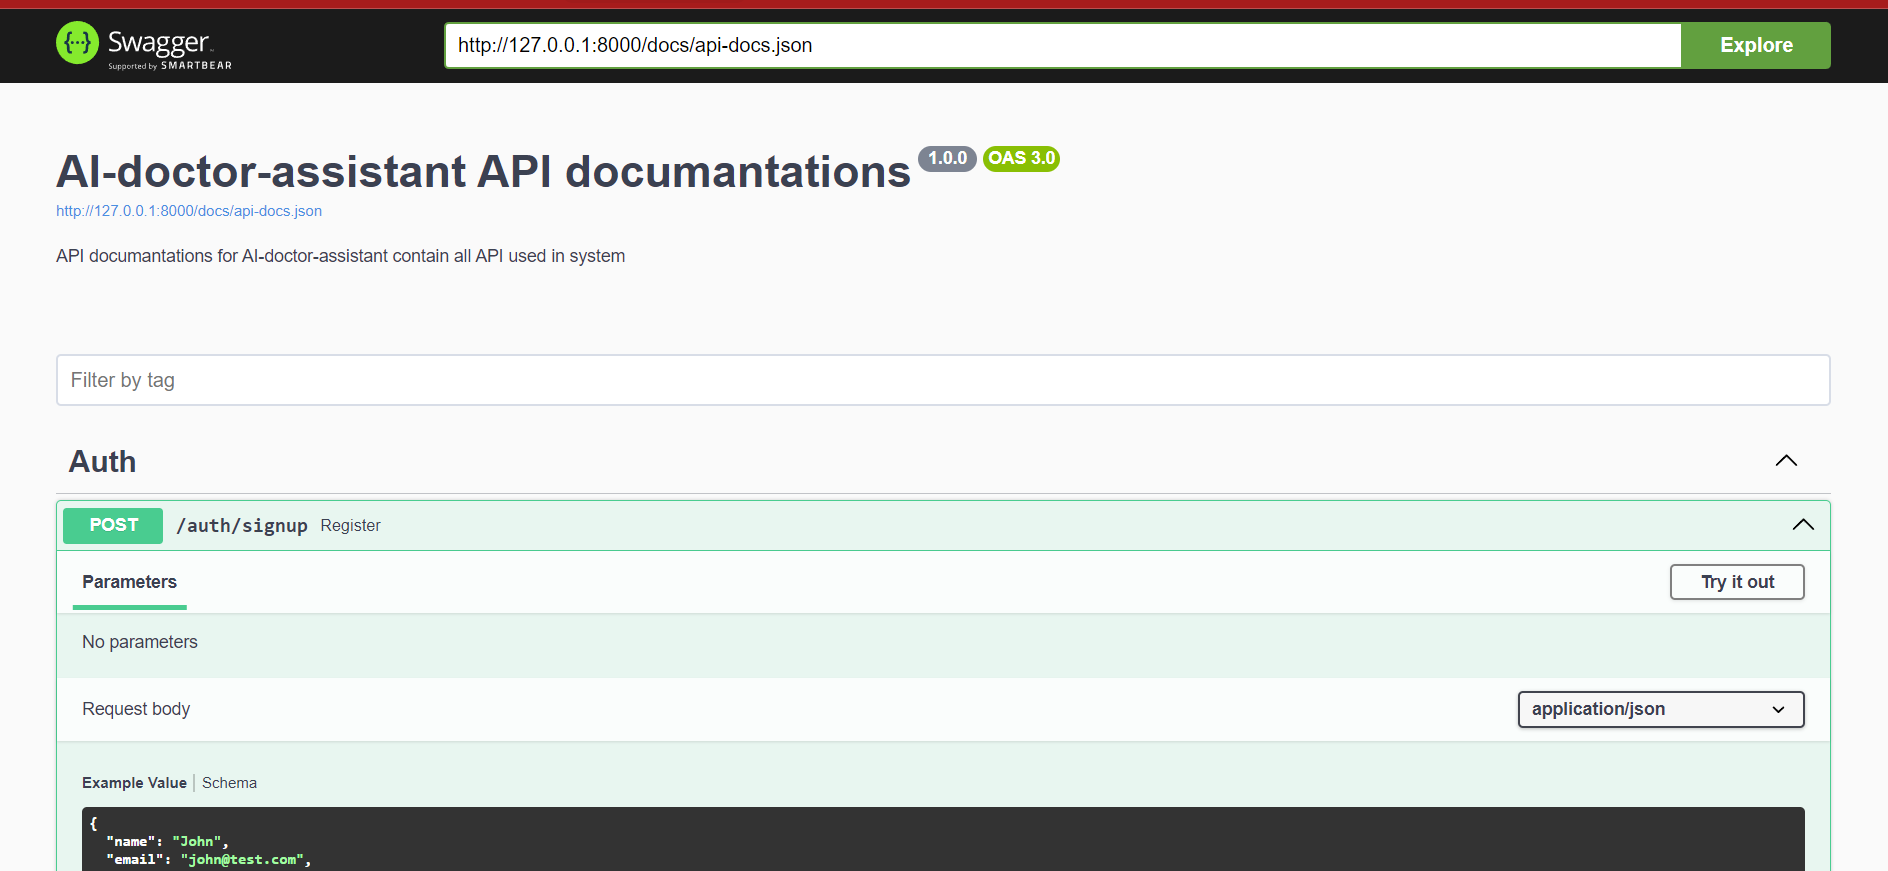 Swagger
Supported by SMARTBEAR
http://127.0.0.1:8000/docs/api-docs.json
Explore
AI-doctor-assistant API documantations 1.0.0 OAS 3.0
http://127.0.0.1:8000/docs/api-docs.json
API documantations for AI-doctor-assistant contain all API used in system
Filter by tag
Auth
POST /auth/signup Register
Parameters
Try it out
No parameters
Request body
application/json
Example Value | Schema
{
"name": "John",
"email": "john@test.com",